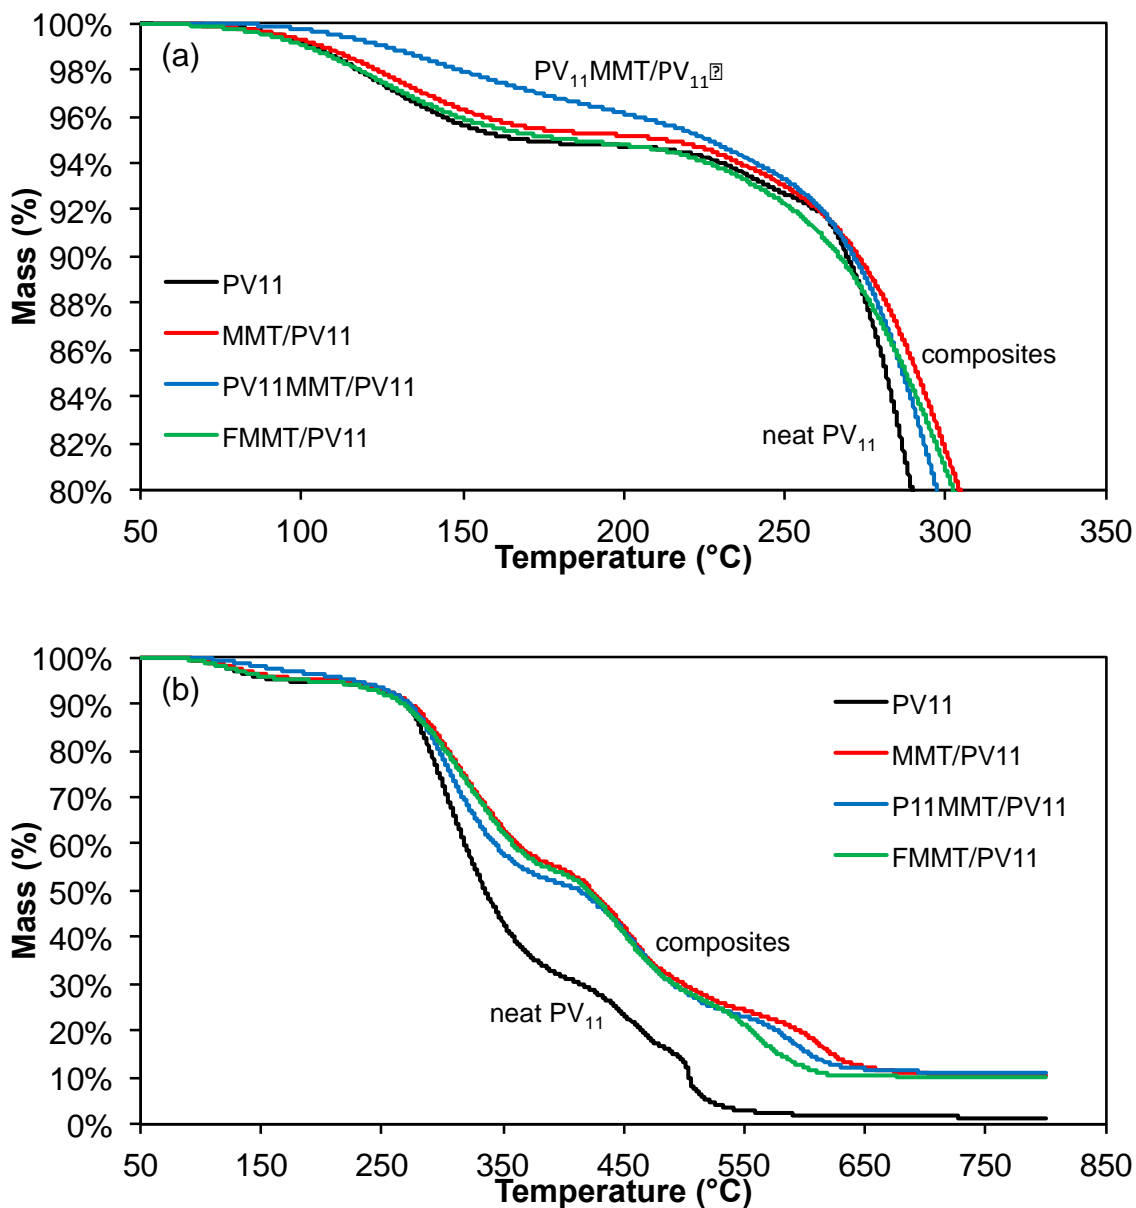 100%
98%
96%
94%
92%
90%
88%
86%
84%
82%
80%
Mass (%)
(a)
PV11MMT/PV11
PV11
MMT/PV11
PV11MMT/PV11
FMMT/PV11
composites
neat PV11
50 100 150 200 250 300 350
Temperature (°C)
100%
90%
80%
70%
60%
50%
40%
30%
20%
10%
0%
Mass (%)
(b)
PV11
MMT/PV11
P11MMT/PV11
FMMT/PV11
composites
neat PV11
50 150 250 350 450 550 650 750 850
Temperature (°C)